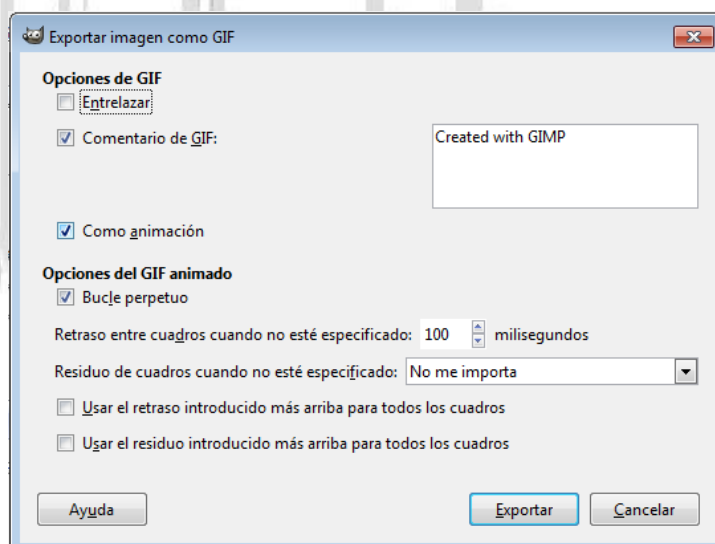 Exportar imagen como GIF
Opciones de GIF
Entrelazar
Comentario de GIF: Created with GIMP
Como animación
Opciones del GIF animado
Bucle perpetuo
Retraso entre cuadros cuando no esté especificado: 100 milisegundos
Residuo de cuadros cuando no esté especificado: No me importa
Usar el retraso introducido más arriba para todos los cuadros
Usar el residuo introducido más arriba para todos los cuadros
Ayuda Exportar Cancelar